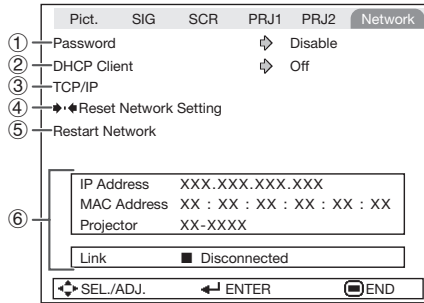 Pict. SIG SCR PRJ1 PRJ2 Network
① Password Disable
② DHCP Client Off
③ TCP/IP
④ Reset Network Setting
⑤ Restart Network
⑥
IP Address XXX.XXX.XXX.XXX
MAC Address XX : XX : XX : XX : XX : XX
Projector XX-XXXX
Link ■ Disconnected
SEL./ADJ. ENTER END